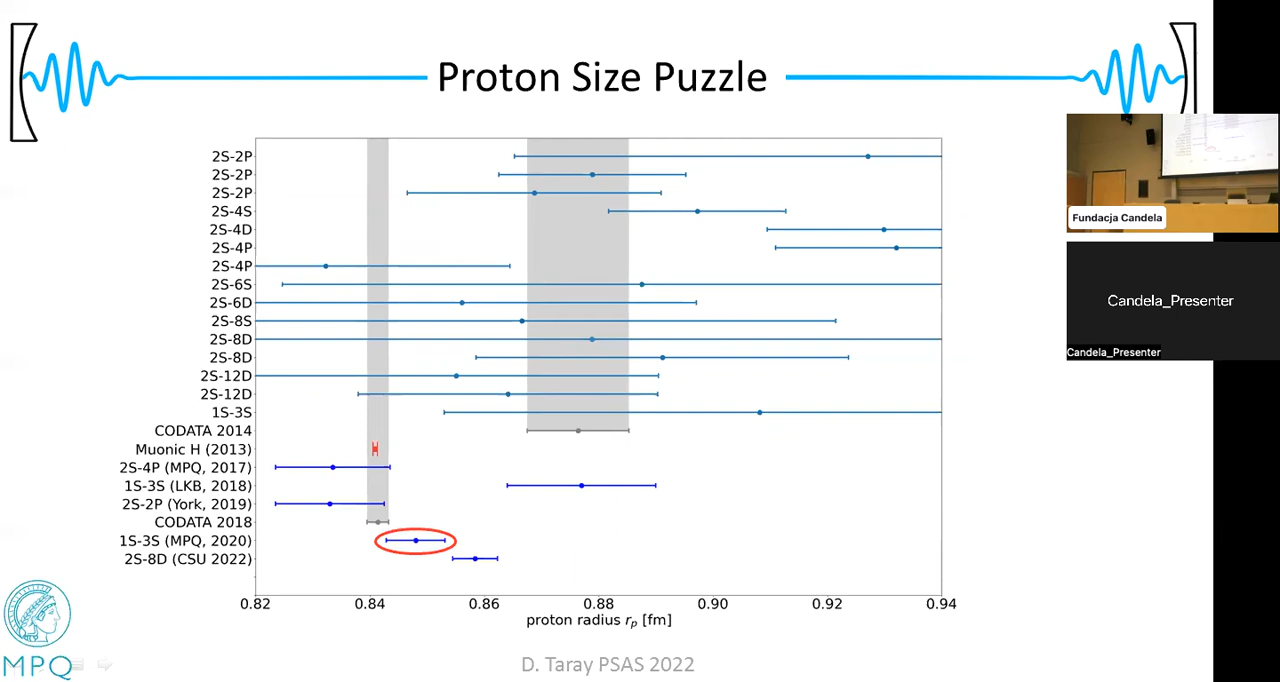 Proton Size Puzzle
2S-2P
2S-2P
2S-2P
2S-4S
2S-4D
2S-4P
2S-4P
2S-6S
2S-6D
2S-8S
2S-8D
2S-8D
2S-12D
2S-12D
1S-3S
CODATA 2014
Muonic H (2013)
2S-4P (MPQ, 2017)
1S-3S (LKB, 2018)
2S-2P (York, 2019)
CODATA 2018
1S-3S (MPQ, 2020)
2S-8D (CSU 2022)
0.82 0.84 0.86 0.88 0.90 0.92 0.94
proton radius rₚ [fm]
MPQ
D. Taray PSAS 2022
Fundacja Candela
Candela_Presenter
Candela_Presenter